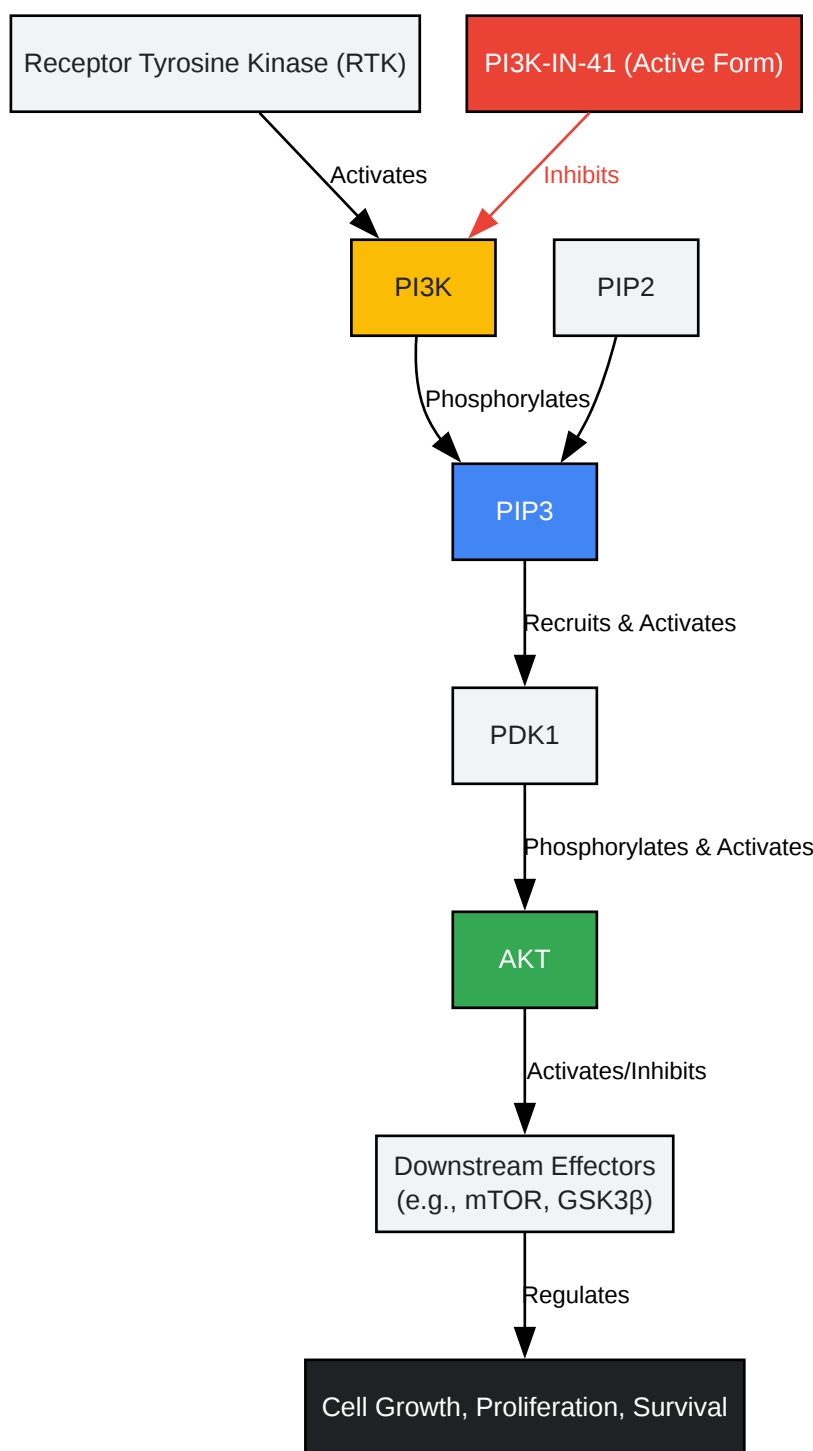 Receptor Tyrosine Kinase (RTK)
PI3K-IN-41 (Active Form)
Activates
Inhibits
PI3K
PIP2
Phosphorylates
PIP3
Recruits & Activates
PDK1
Phosphorylates & Activates
AKT
Activates/Inhibits
Downstream Effectors
(e.g., mTOR, GSK3β)
Regulates
Cell Growth, Proliferation, Survival